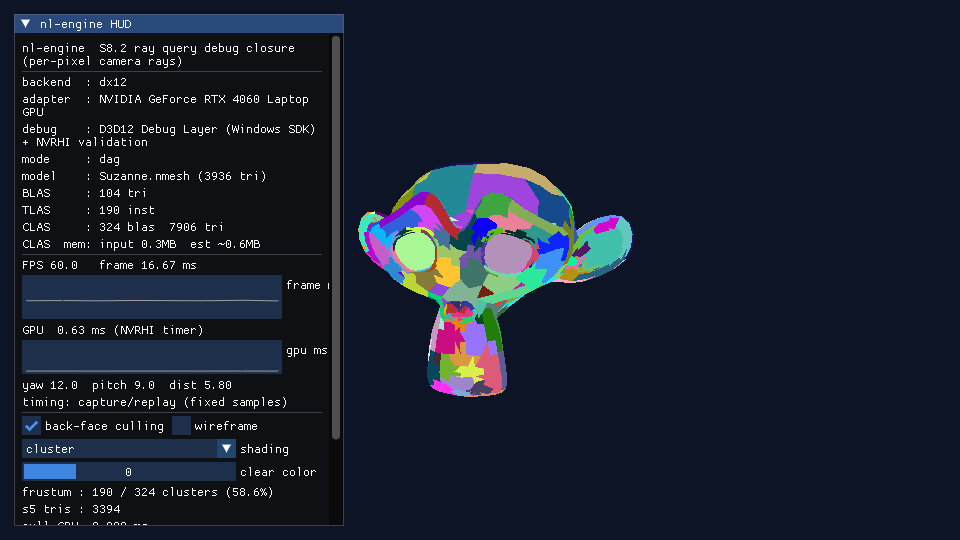 nl-engine HUD
nl-engine  S8.2 ray query debug closure
(per-pixel camera rays)
backend  : dx12
adapter  : NVIDIA GeForce RTX 4060 Laptop
GPU
debug    : D3D12 Debug Layer (Windows SDK)
+ NVRHI validation
mode     : dag
model    : Suzanne.nmesh (3936 tri)
BLAS     : 104 tri
TLAS     : 190 inst
CLAS     : 324 blas  7906 tri
CLAS  mem: input 0.3MB  est ~0.6MB
FPS 60.0   frame 16.67 ms
frame
GPU  0.63 ms (NVRHI timer)
gpu ms
yaw 12.0  pitch 9.0  dist 5.80
timing: capture/replay (fixed samples)
back-face culling  wireframe
cluster  shading
0  clear color
frustum : 190 / 324 clusters (58.6%)
s5 tris : 3394